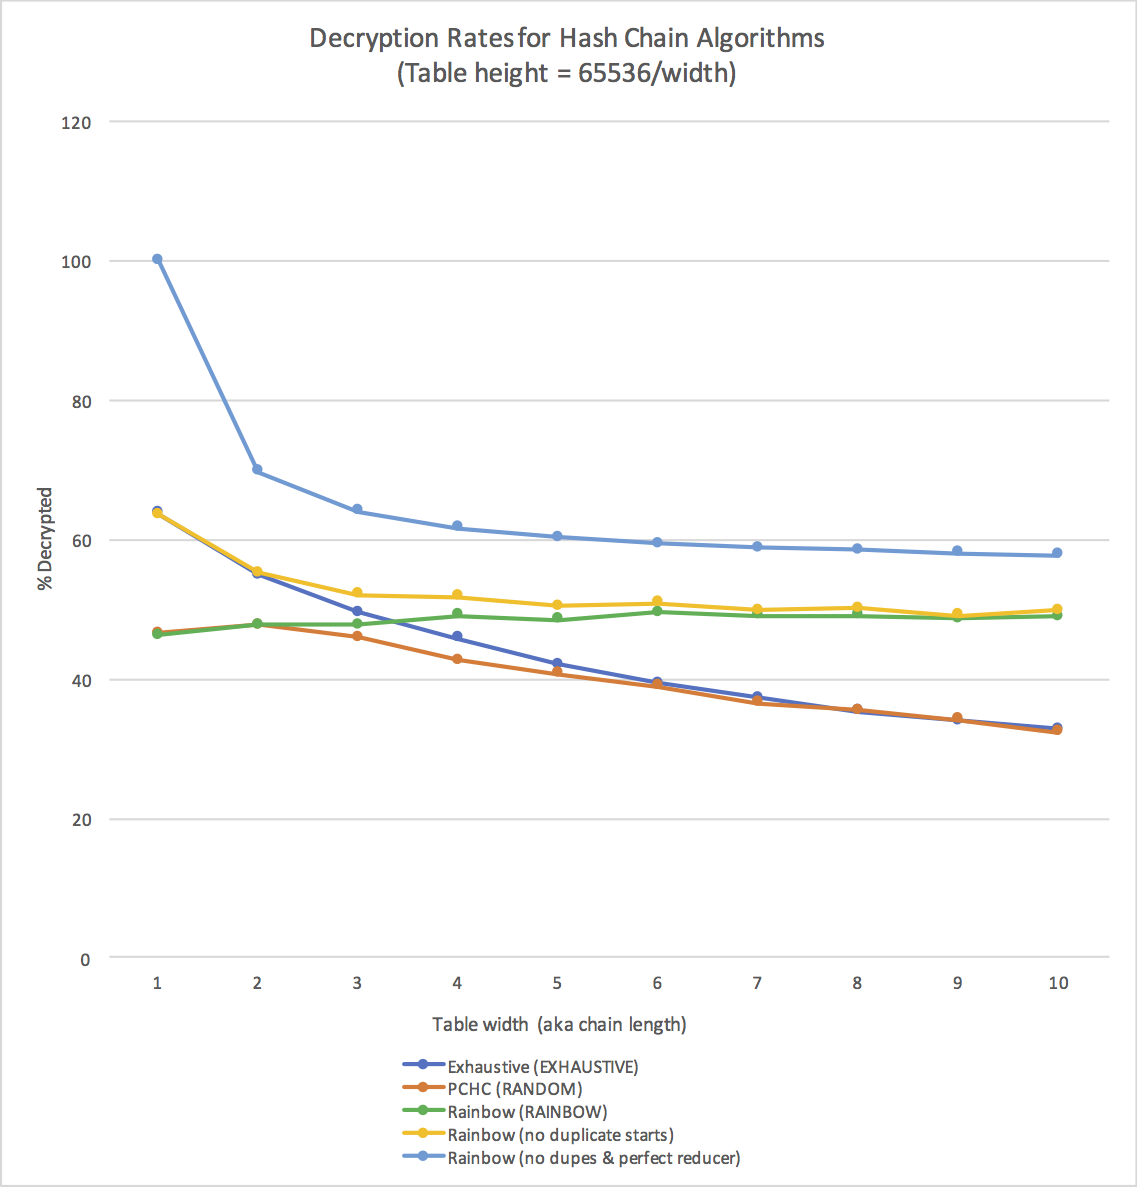 Decryption Rates for Hash Chain Algorithms
(Table height = 65536/width)
120
100
80
60
40
20
0
% Decrypted
1 2 3 4 5 6 7 8 9 10
Table width (aka chain length)
Exhaustive (EXHAUSTIVE)
PCHC (RANDOM)
Rainbow (RAINBOW)
Rainbow (no duplicate starts)
Rainbow (no dupes & perfect reducer)